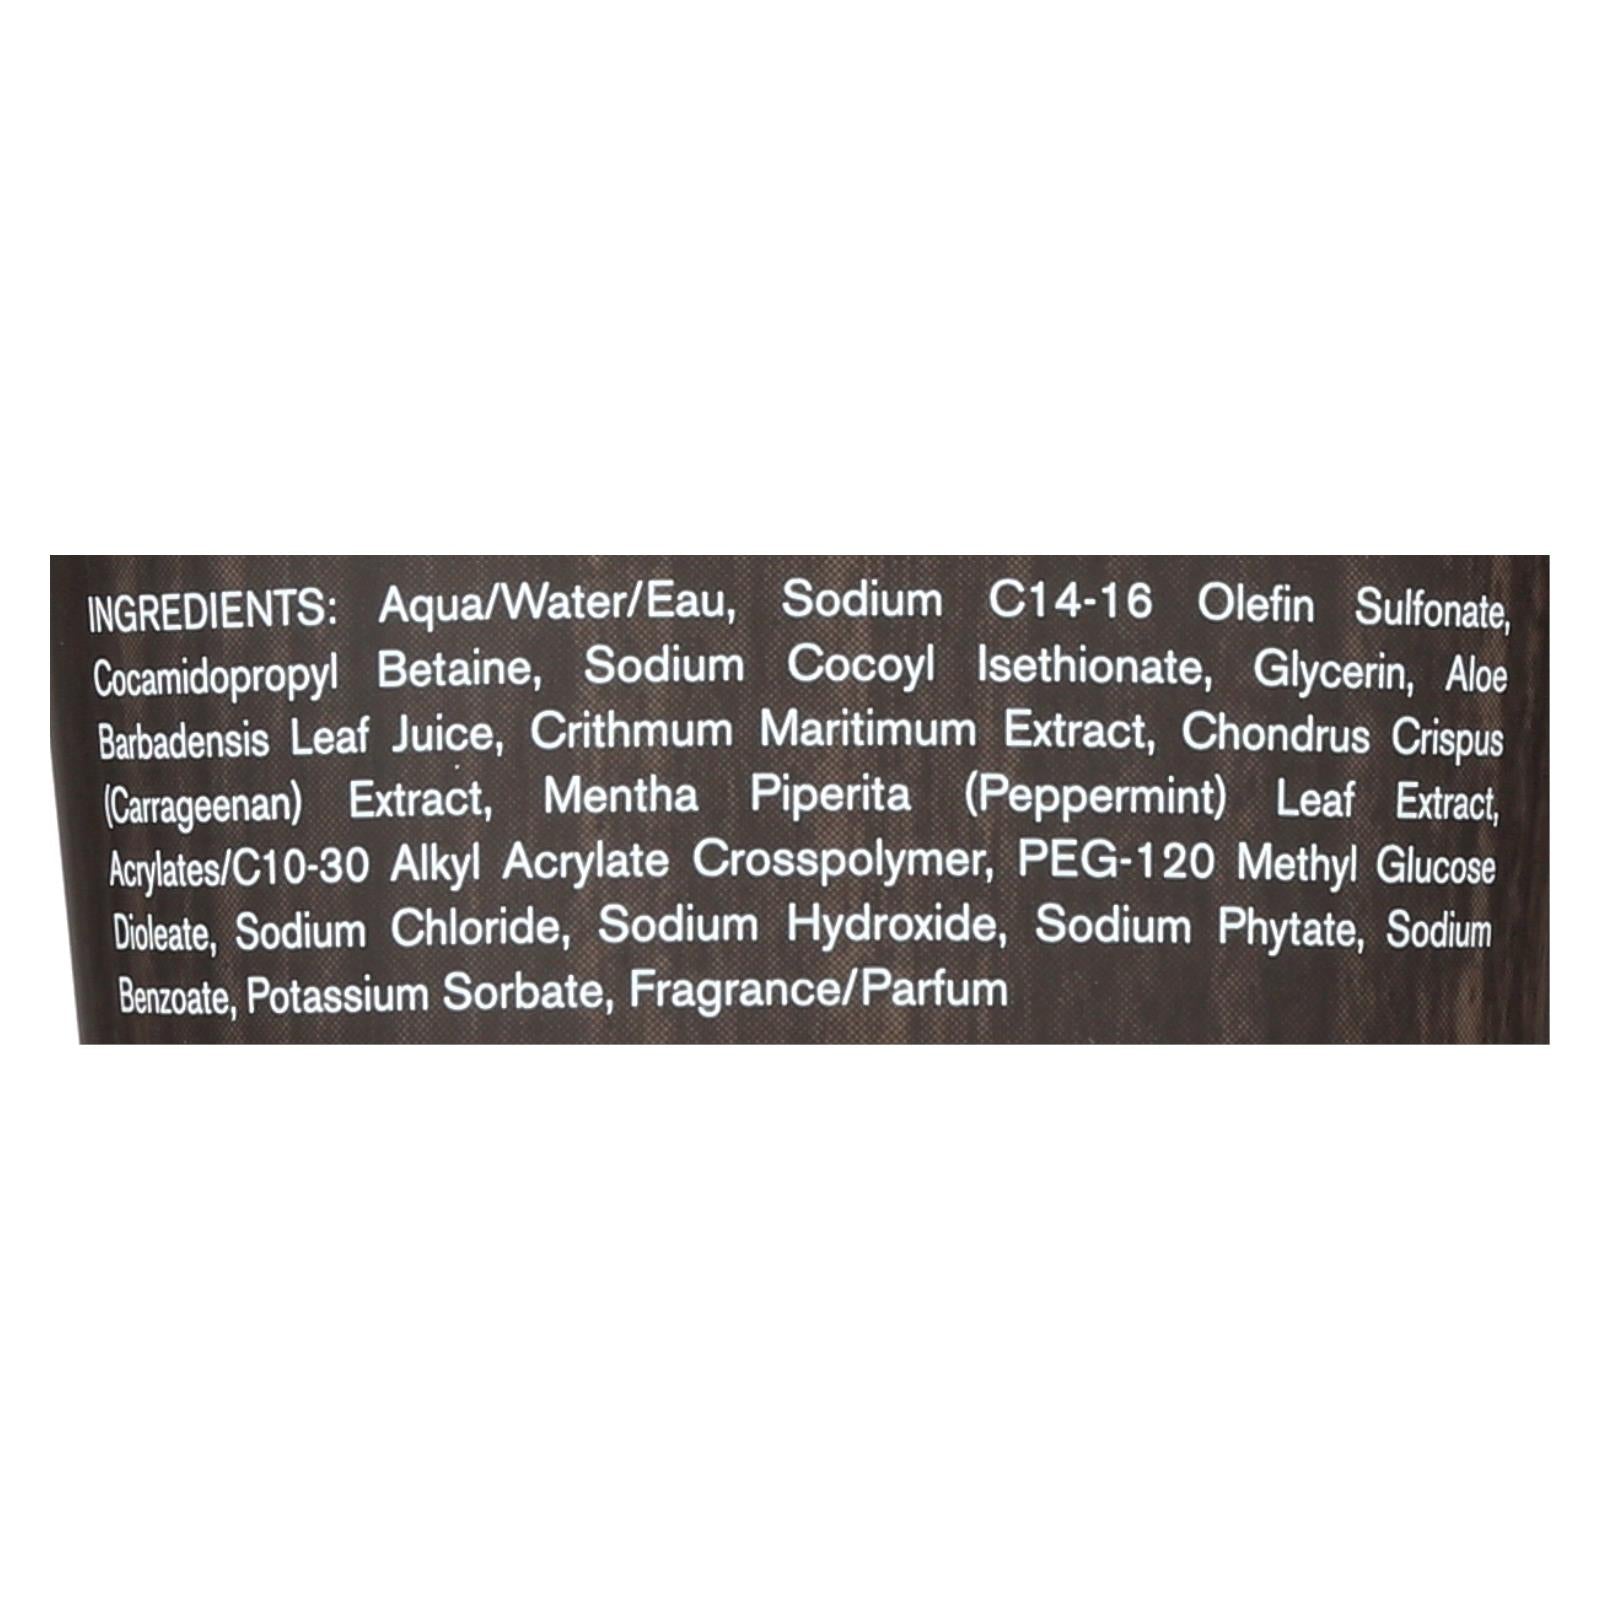 INGREDIENTS: Aqua/Water/Eau, Sodium C14-16 Olefin Sulfonate,
Cocamidopropyl Betaine, Sodium Cocoyl Isethionate, Glycerin, Aloe
Barbadensis Leaf Juice, Crithmum Maritimum Extract, Chondrus Crispus
(Carrageenan) Extract, Mentha Piperita (Peppermint) Leaf Extract,
Acrylates/C10-30 Alkyl Acrylate Crosspolymer, PEG-120 Methyl Glucose
Dioleate, Sodium Chloride, Sodium Hydroxide, Sodium Phytate, Sodium
Benzoate, Potassium Sorbate, Fragrance/Parfum